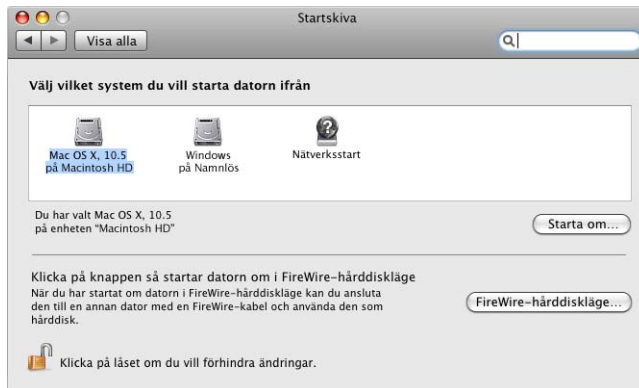 Startskiva
Visa alla
Välj vilket system du vill starta datorn ifrån
Mac OS X, 10.5
på Macintosh HD
Windows
på Namnlös
Nätverksstart
Du har valt Mac OS X, 10.5
på enheten "Macintosh HD"
Starta om...
Klicka på knappen så startar datorn om i FireWire-hårddiskläge
När du har startat om datorn i FireWire-hårddiskläge kan du ansluta
den till en annan dator med en FireWire-kabel och använda den som
hårddisk.
FireWire-hårddiskläge...
Klicka på låset om du vill förhindra ändringar.